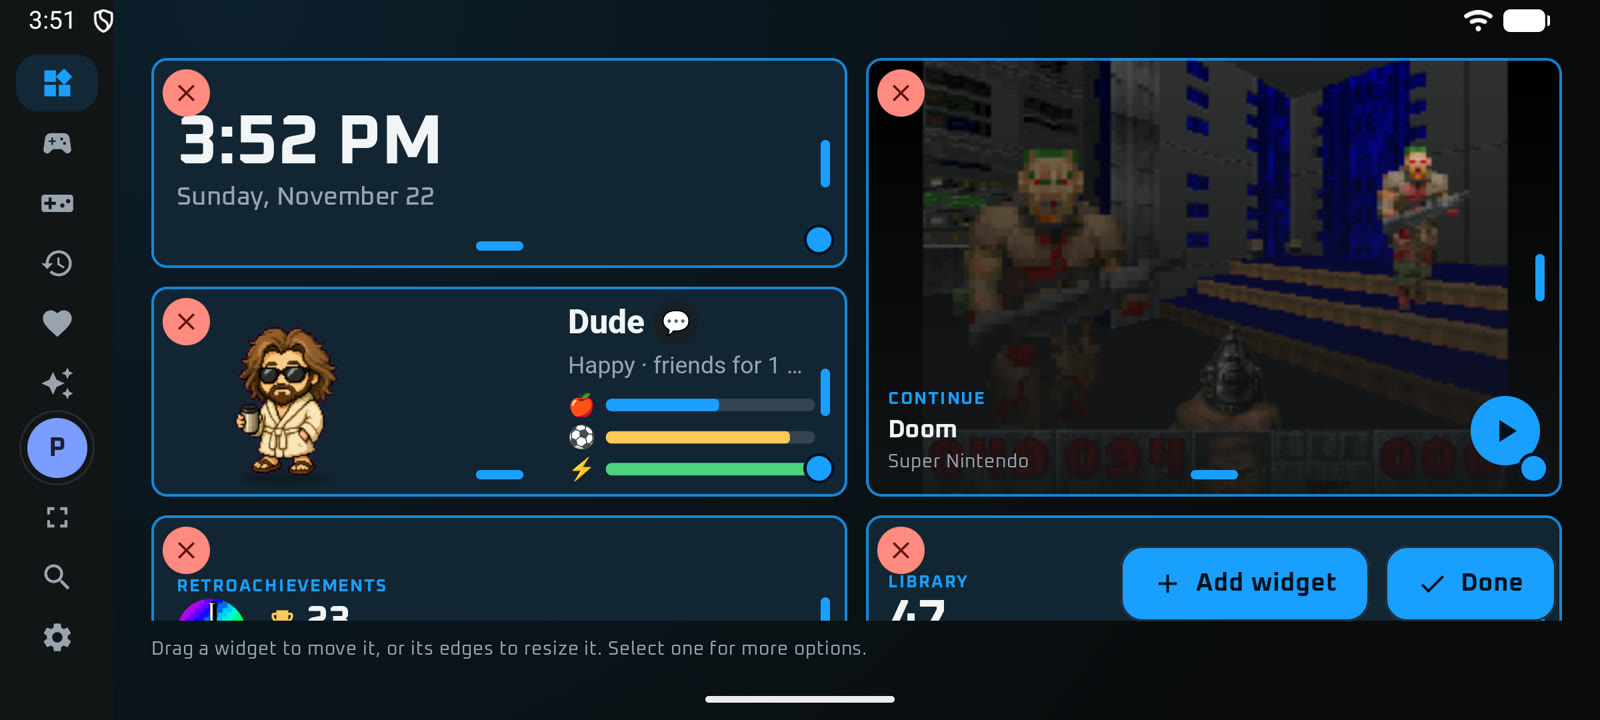 3:51
3:52 PM
Sunday, November 22
Dude
Happy · friends for 1 ...
CONTINUE
Doom
Super Nintendo
RETROACHIEVEMENTS
23
LIBRARY
47
P
+ Add widget
Done
Drag a widget to move it, or its edges to resize it. Select one for more options.